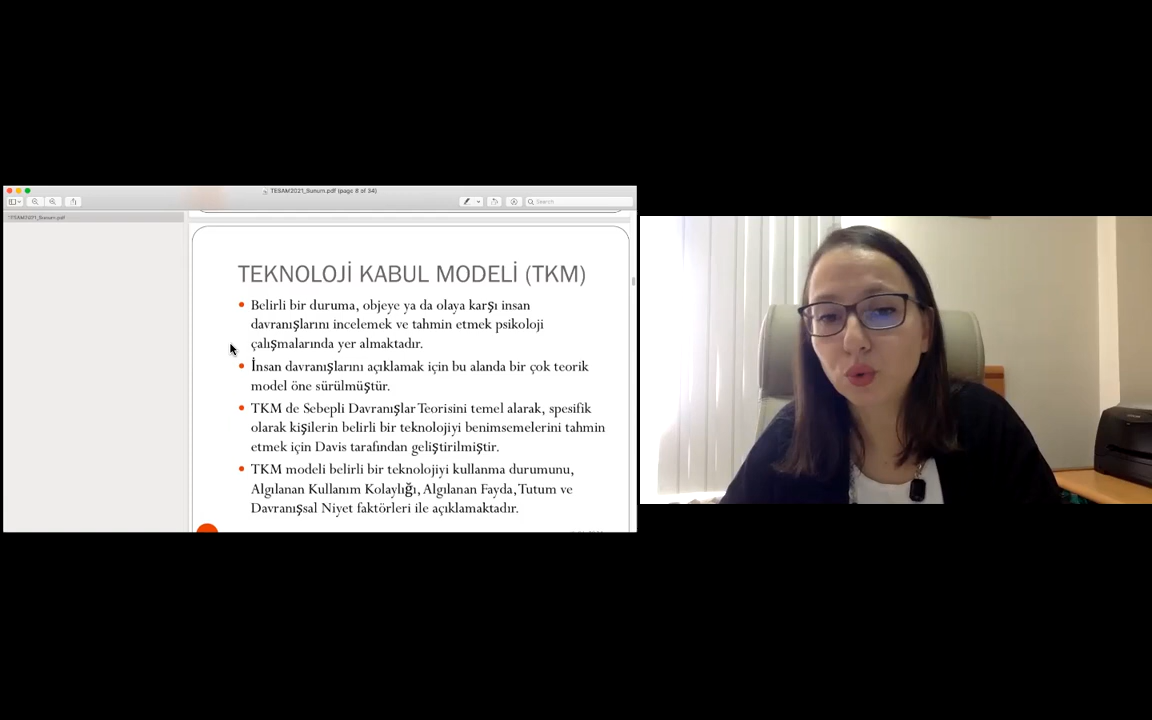 TESAM2021_Sunum.pdf (page 8 of 34)
Search
TESAM2021_Sunum.pdf
TEKNOLOJİ KABUL MODELİ (TKM)
Belirli bir duruma, objeye ya da olaya karşı insan
davranışlarını incelemek ve tahmin etmek psikoloji
çalışmalarında yer almaktadır.
İnsan davranışlarını açıklamak için bu alanda bir çok teorik
model öne sürülmüştür.
TKM de Sebepli Davranışlar Teorisini temel alarak, spesifik
olarak kişilerin belirli bir teknolojiyi benimsemelerini tahmin
etmek için Davis tarafından geliştirilmiştir.
TKM modeli belirli bir teknolojiyi kullanma durumunu,
Algılanan Kullanım Kolaylığı, Algılanan Fayda, Tutum ve
Davranışsal Niyet faktörleri ile açıklamaktadır.